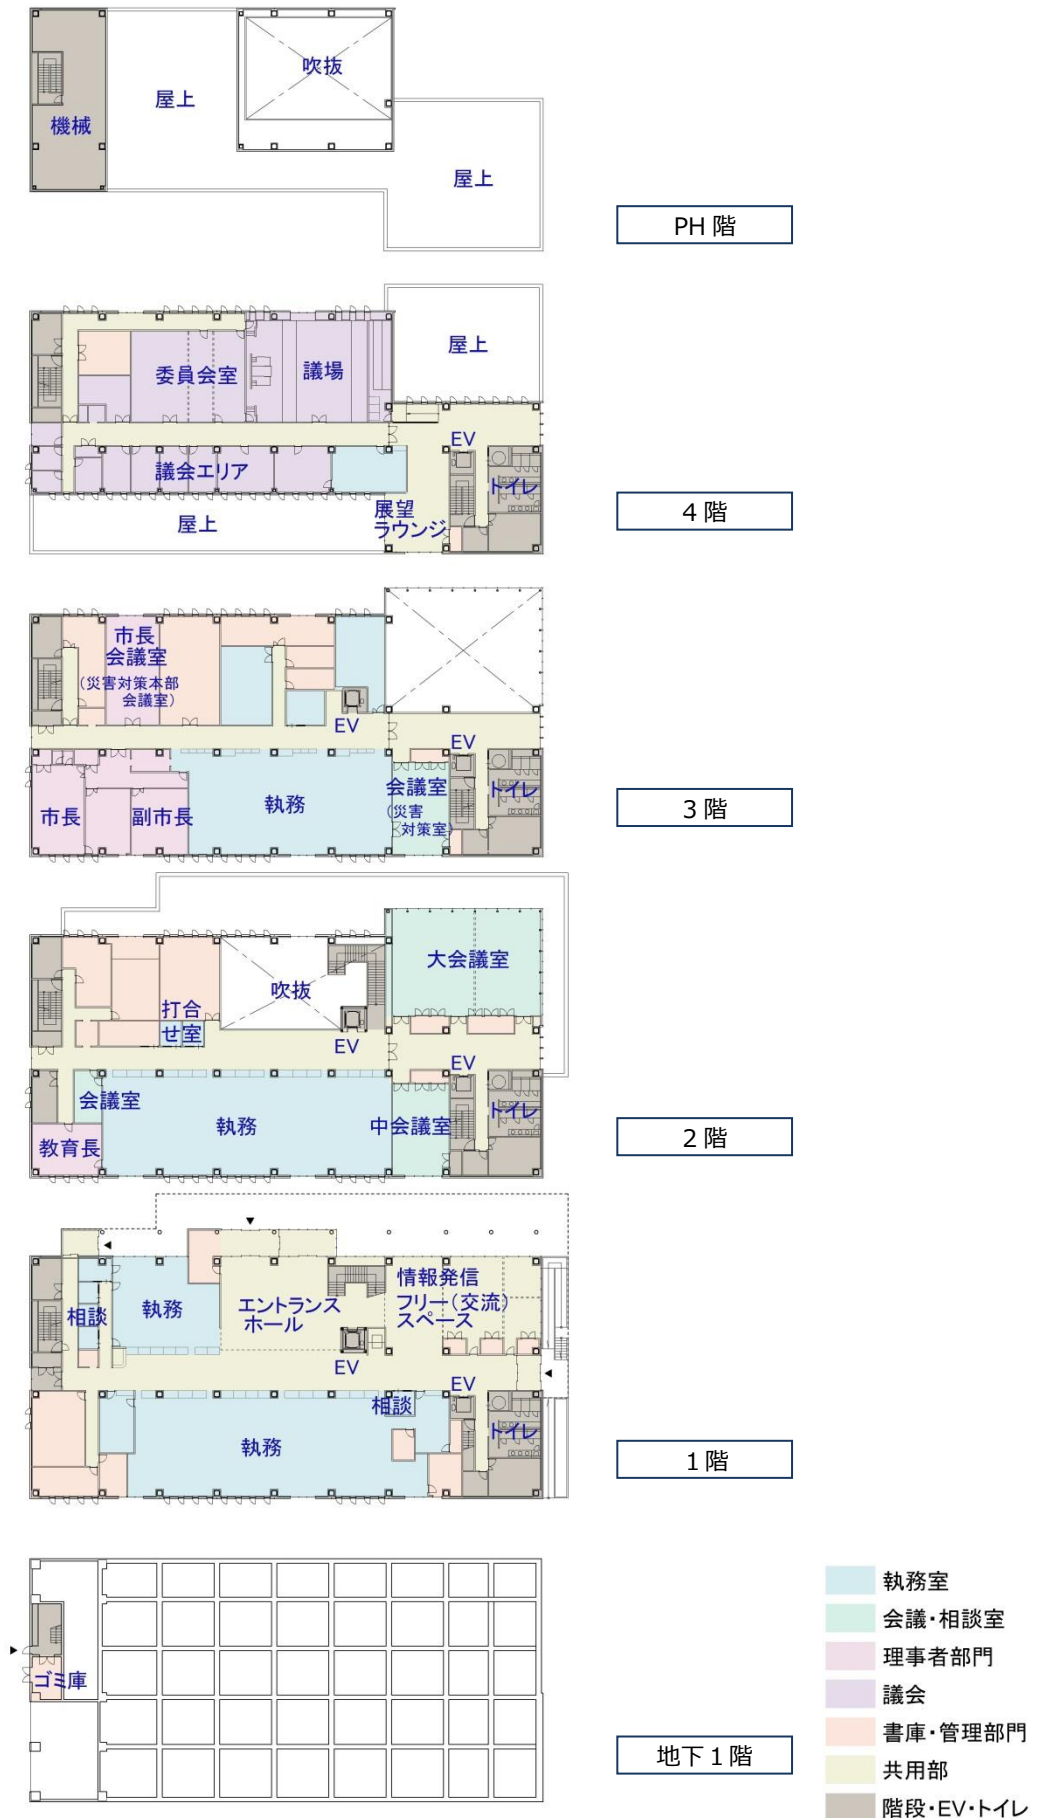 吹抜
屋上
機械
屋上
PH 階
屋上
委員会室
議場
EV
議会エリア
トイレ
展望
ラウンジ
屋上
4 階
市長
会議室
(災害対策本部
会議室)
EV
EV
会議室
(災害
対策室)
トイレ
市長
副市長
執務
3 階
大会議室
吹抜
打合
せ室
EV
EV
会議室
執務
中会議室
トイレ
教育長
2 階
情報発信
フリー(交流)
スペース
エントランス
ホール
相談
執務
EV
EV
相談
トイレ
執務
1 階
ゴミ庫
地下 1 階
執務室
会議・相談室
理事者部門
議会
書庫・管理部門
共用部
階段・EV・トイレ